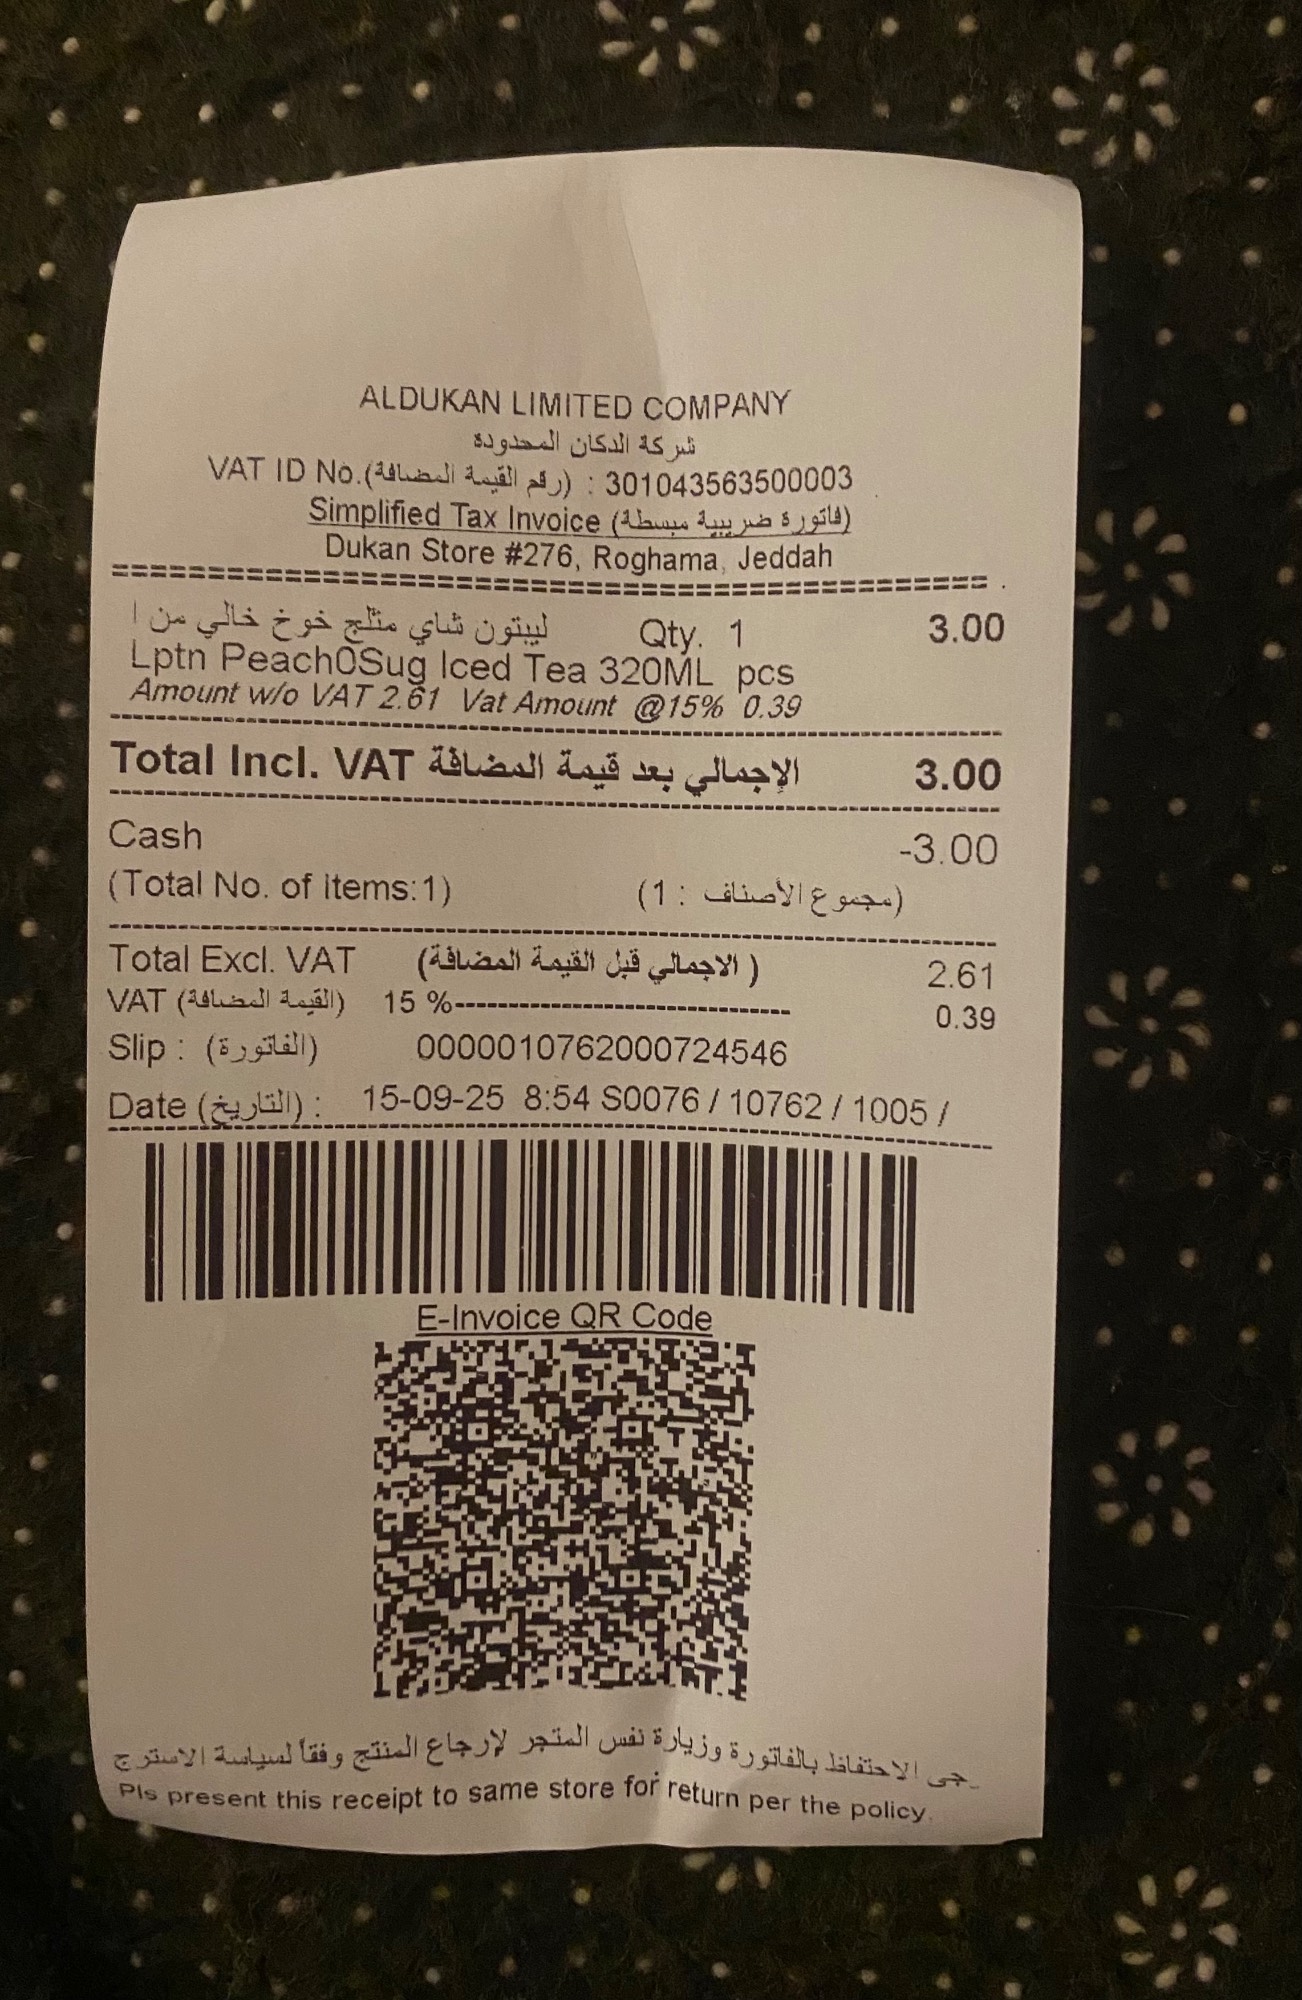 ALDUKAN LIMITED COMPANY
شركة الدكان المحدودة
VAT ID No.(رقم القيمة المضافة) : 301043563500003
Simplified Tax Invoice (فاتورة ضريبية مبسطة)
Dukan Store #276, Roghama, Jeddah
ليبتون شاي مثلج خوخ خالي من ا Qty. 1 3.00
Lptn Peach0Sug Iced Tea 320ML pcs
Amount w/o VAT 2.61 Vat Amount @15% 0.39
Total Incl. VAT الإجمالي بعد قيمة المضافة 3.00
Cash -3.00
(Total No. of items:1) (مجموع الأصناف : 1)
Total Excl. VAT (الاجمالي قبل القيمة المضافة ) 2.61
VAT (القيمة المضافة) 15 %------------------------------ 0.39
Slip : (الفاتورة) 0000010762000724546
Date (التاريخ) : 15-09-25 8:54 S0076 / 10762 / 1005 /
E-Invoice QR Code
جى الاحتفاظ بالفاتورة وزيارة نفس المتجر لإرجاع المنتج وفقاً لسياسة الاسترج
Pls present this receipt to same store for return per the policy.